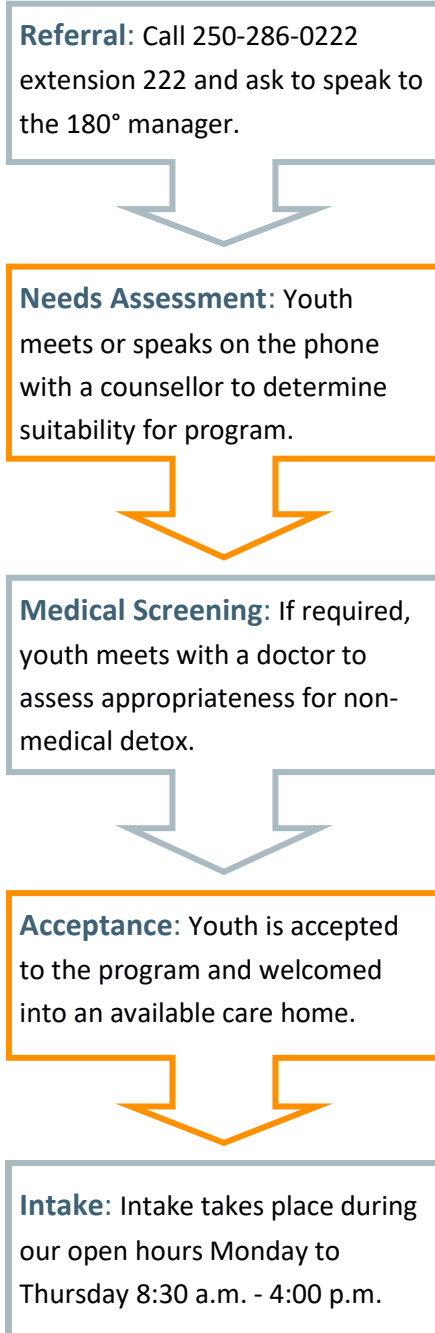 Referral: Call 250-286-0222
extension 222 and ask to speak to
the 180° manager.
Needs Assessment: Youth
meets or speaks on the phone
with a counsellor to determine
suitability for program.
Medical Screening: If required,
youth meets with a doctor to
assess appropriateness for non-
medical detox.
Acceptance: Youth is accepted
to the program and welcomed
into an available care home.
Intake: Intake takes place during
our open hours Monday to
Thursday 8:30 a.m. - 4:00 p.m.